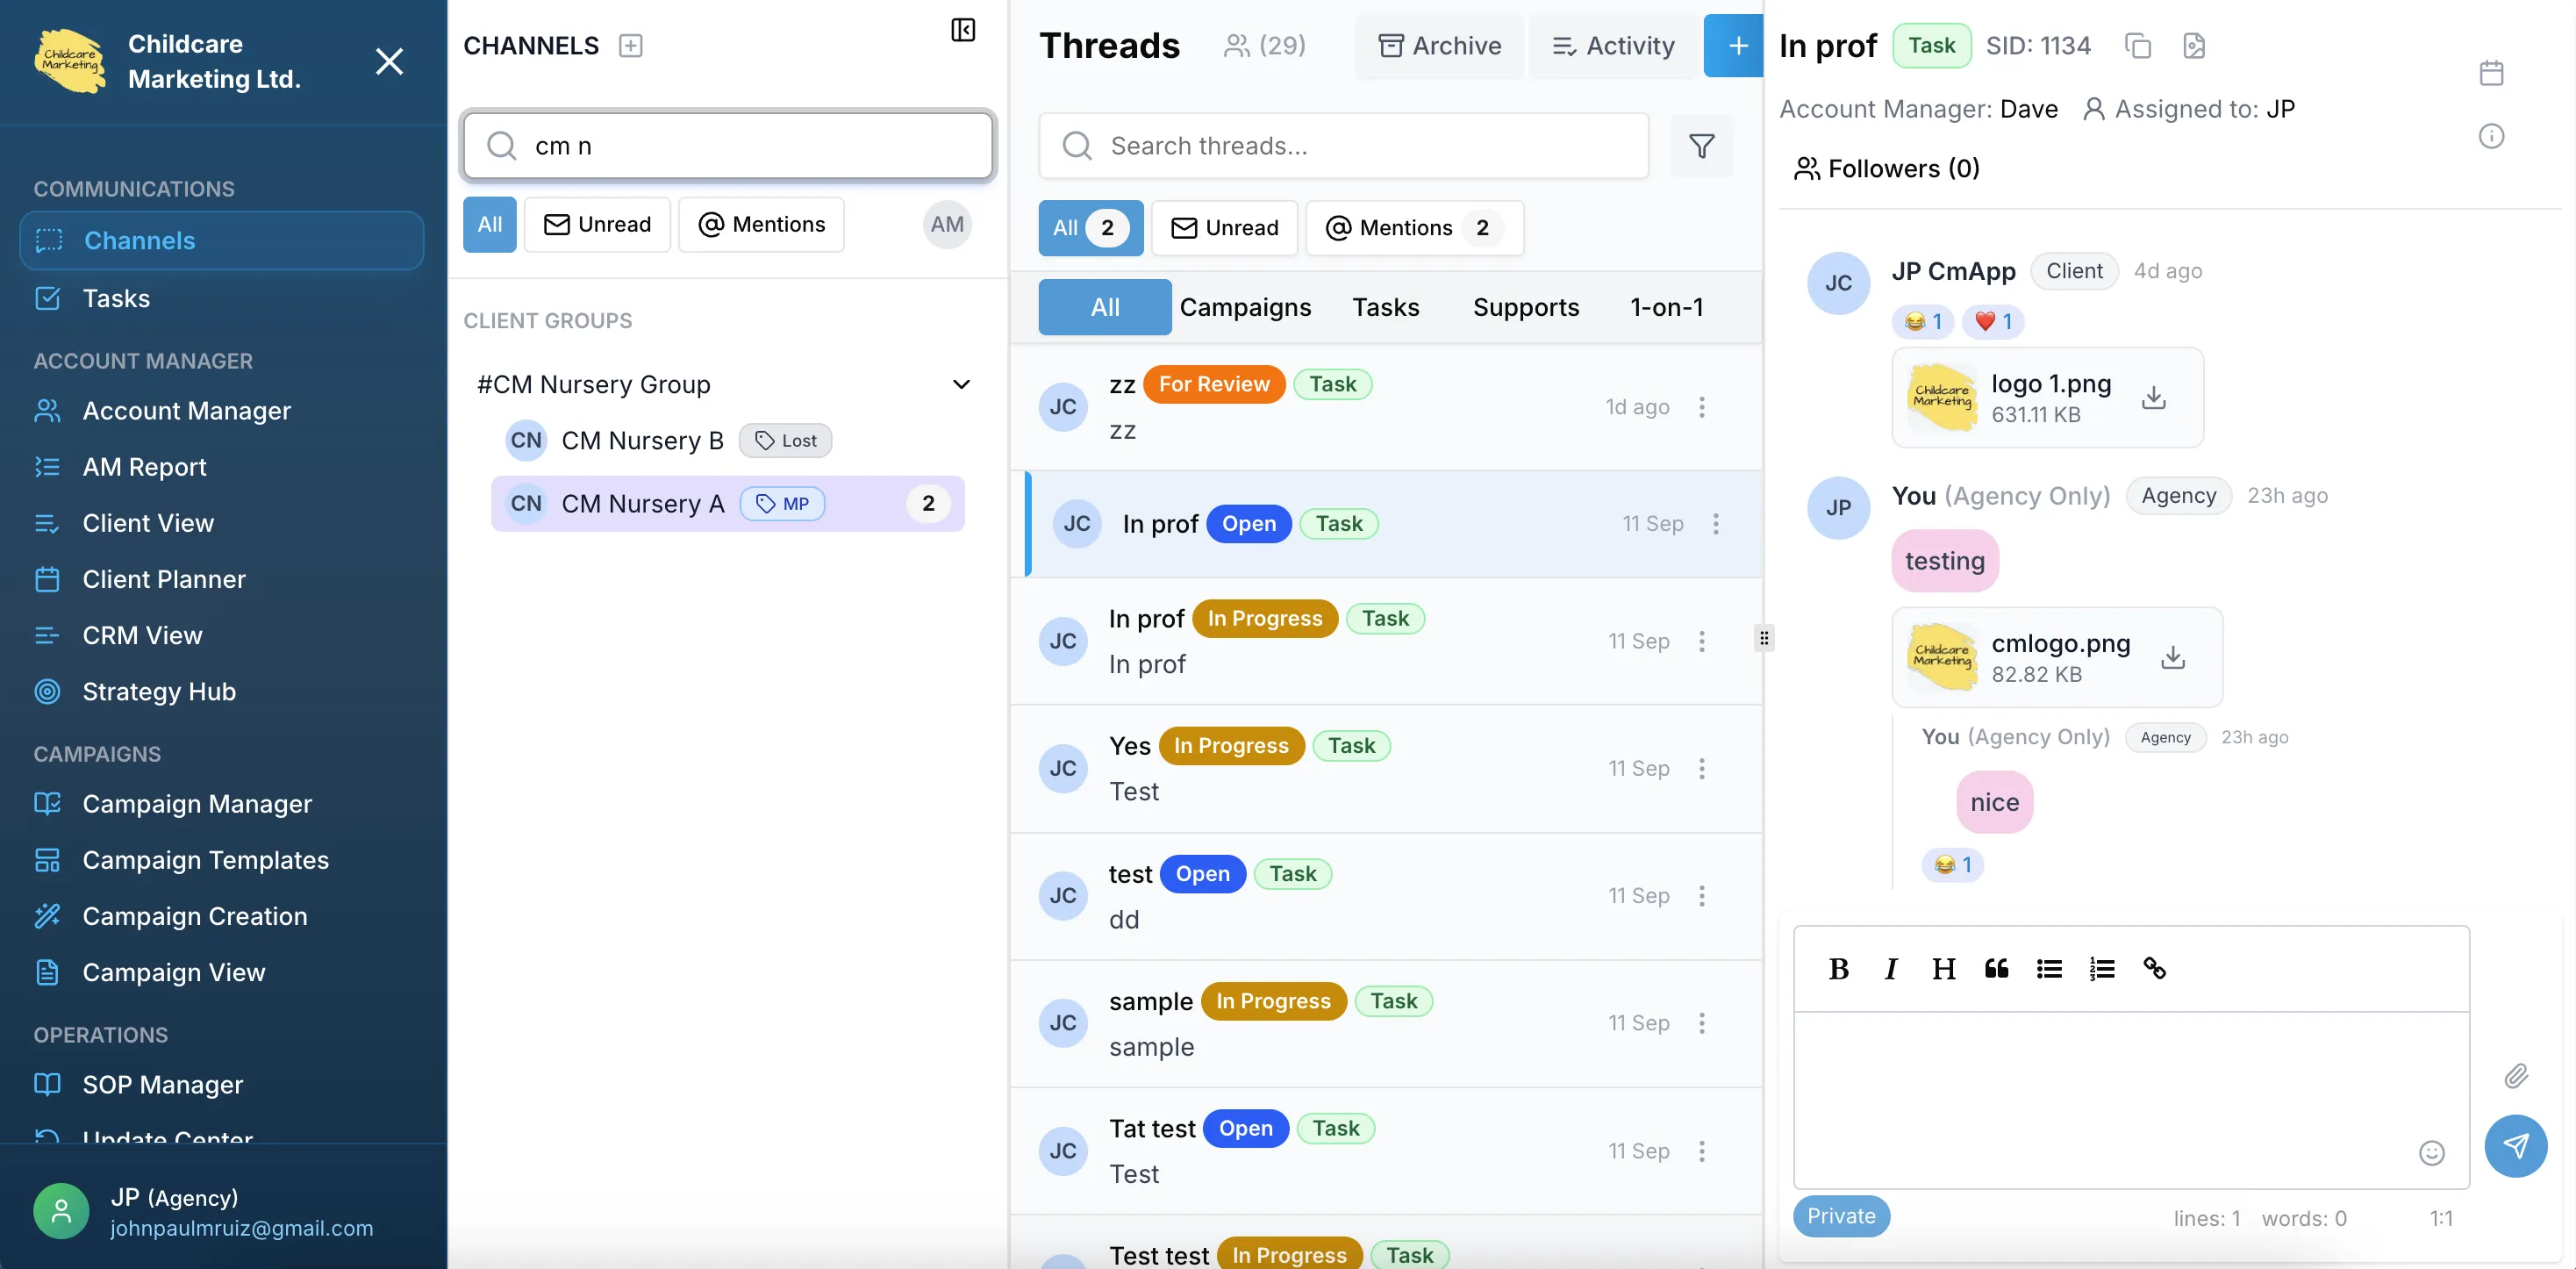 Childcare
Marketing
Childcare
Marketing Ltd.
COMMUNICATIONS
Channels
Tasks
ACCOUNT MANAGER
Account Manager
AM Report
Client View
Client Planner
CRM View
Strategy Hub
CAMPAIGNS
Campaign Manager
Campaign Templates
Campaign Creation
Campaign View
OPERATIONS
SOP Manager
Update Center
JP (Agency)
johnpaulmruiz@gmail.com
CHANNELS
cm n
All
Unread
Mentions
AM
CLIENT GROUPS
#CM Nursery Group
CN CM Nursery B Lost
CN CM Nursery A MP 2
Threads (29) Archive Activity
Search threads...
All 2 Unread Mentions 2
All Campaigns Tasks Supports 1-on-1
JC zz For Review Task 1d ago
zz
JC In prof Open Task 11 Sep
JC In prof In Progress Task 11 Sep
In prof
JC Yes In Progress Task 11 Sep
Test
JC test Open Task 11 Sep
dd
JC sample In Progress Task 11 Sep
sample
JC Tat test Open Task 11 Sep
Test
Test test In Progress Task
In prof Task SID: 1134
Account Manager: Dave Assigned to: JP
Followers (0)
JC JP CmApp Client 4d ago
😂 1 ❤️ 1
Childcare
Marketing
logo 1.png
631.11 KB
JP You (Agency Only) Agency 23h ago
testing
Childcare
Marketing
cmlogo.png
82.82 KB
You (Agency Only) Agency 23h ago
nice
😂 1
B I H
Private lines: 1 words: 0 1:1